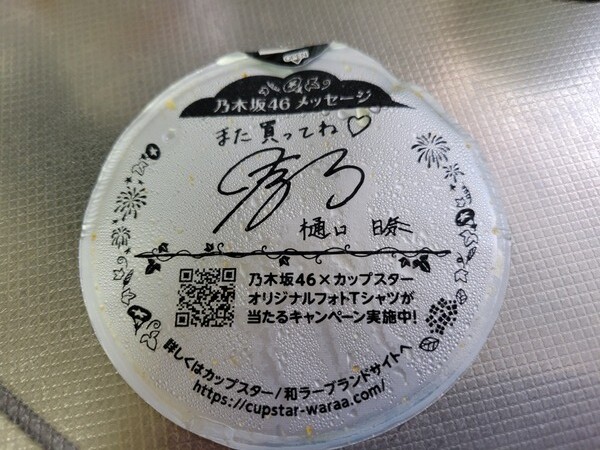 乃木坂46 メッセージ
また買ってね♡
樋口 日奈
乃木坂46×カップスター
オリジナルフォトTシャツが
当たるキャンペーン実施中!
詳しくはカップスター/和ラーブランドサイトへ
https://cupstar-waraa.com/